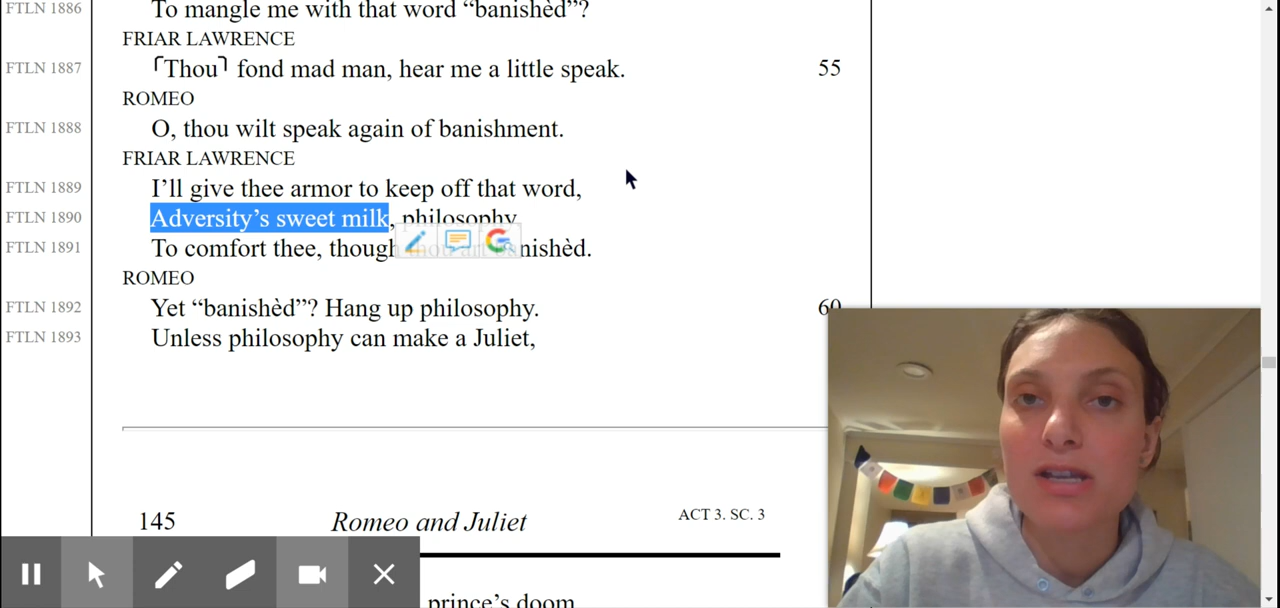 FTLN 1886 To mangle me with that word “banishèd”?
FRIAR LAWRENCE
FTLN 1887 ⌜Thou⌝ fond mad man, hear me a little speak. 55
ROMEO
FTLN 1888 O, thou wilt speak again of banishment.
FRIAR LAWRENCE
FTLN 1889 I’ll give thee armor to keep off that word,
FTLN 1890 Adversity’s sweet milk, philosophy,
FTLN 1891 To comfort thee, though thou art banishèd.
ROMEO
FTLN 1892 Yet “banishèd”? Hang up philosophy. 60
FTLN 1893 Unless philosophy can make a Juliet,
145 Romeo and Juliet ACT 3. SC. 3
prince’s doom